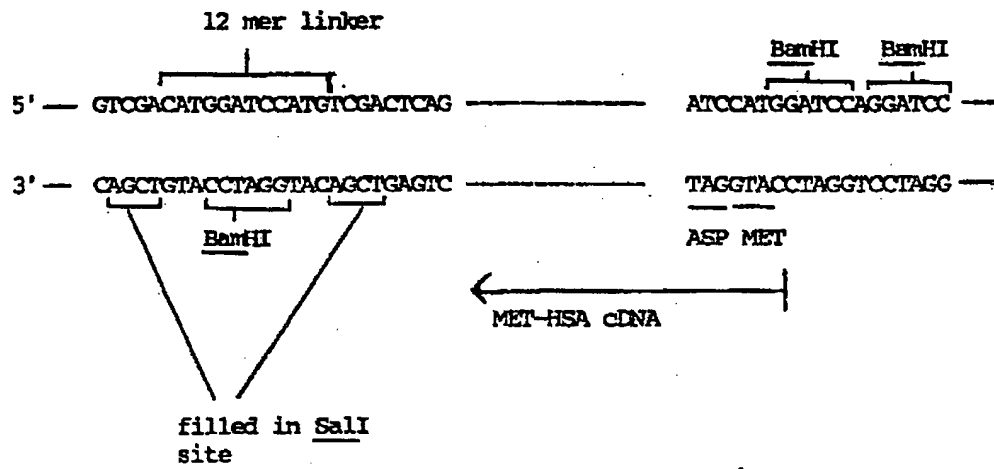 12 mer linker
BamHI BamHI
5' — GTCGACATGGATCCATGTCGACTCAG ——— ATCCATGGATCCAGGATCC —
3' — CAGCTGTACCTAGGTACAGCTGAGTC ——— TAGGTACCTAGGTCCTAGG —
BamHI ASP MET
MET-HSA cDNA
filled in SalI
site